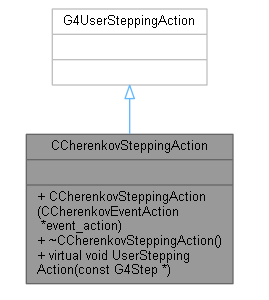 G4UserSteppingAction
CCherenkovSteppingAction
+ CCherenkovSteppingAction
(CCherenkovEventAction
*event_action)
+ ~CCherenkovSteppingAction()
+ virtual void UserStepping
Action(const G4Step *)